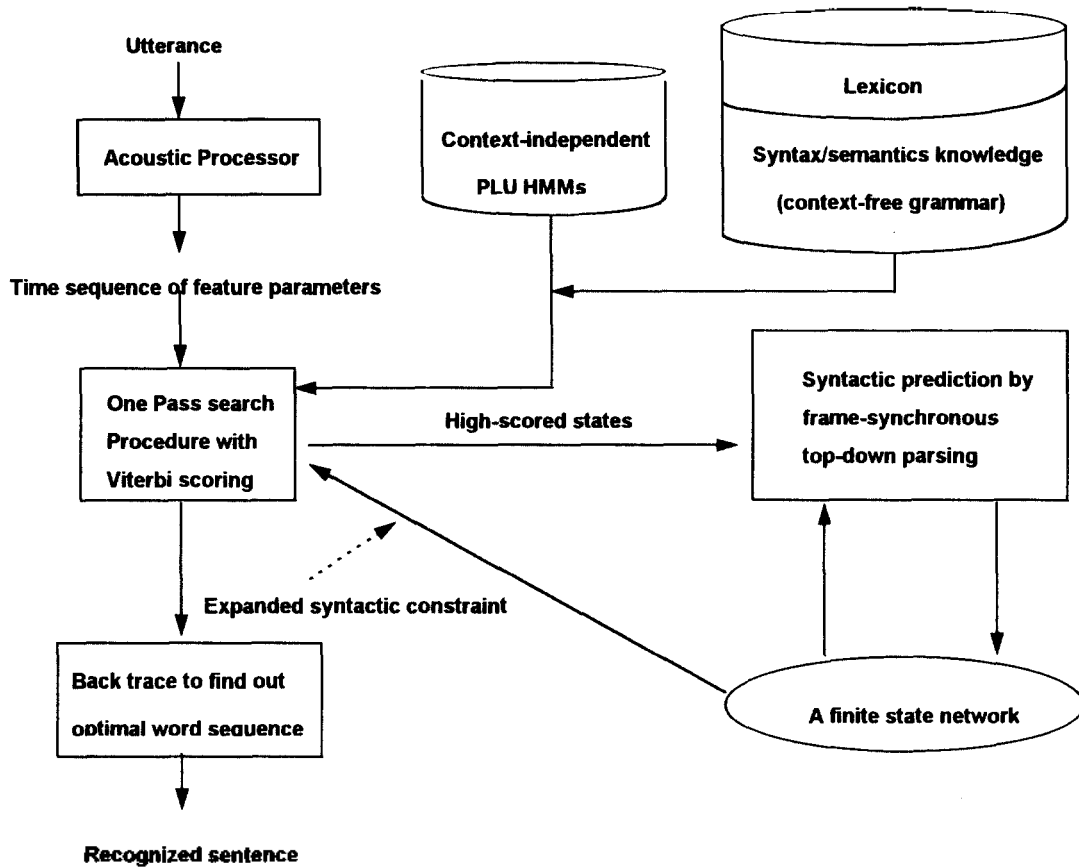 Utterance
Acoustic Processor
Time sequence of feature parameters
Context-independent
PLU HMMs
Lexicon
Syntax/semantics knowledge
(context-free grammar)
One Pass search
Procedure with
Viterbi scoring
High-scored states
Syntactic prediction by
frame-synchronous
top-down parsing
Expanded syntactic constraint
Back trace to find out
optimal word sequence
A finite state network
Recognized sentence